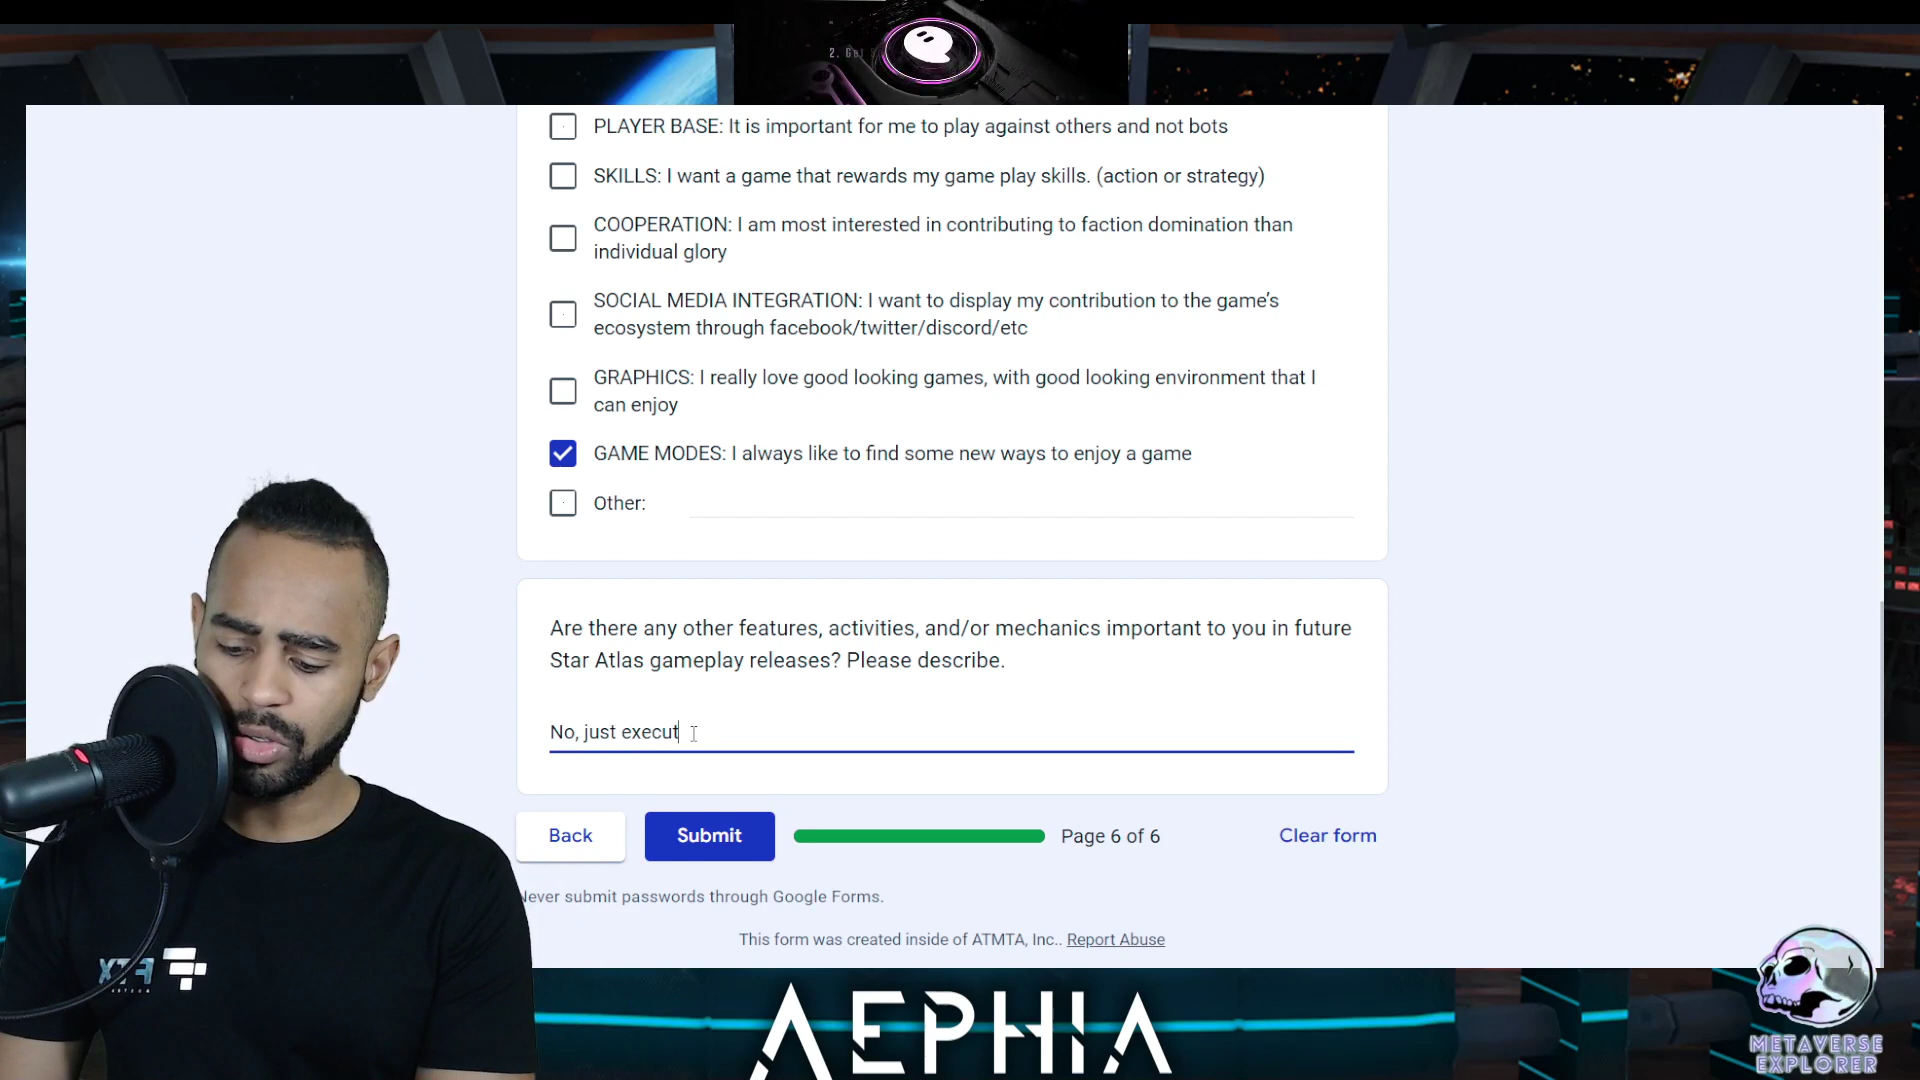 2. Get
PLAYER BASE: It is important for me to play against others and not bots
SKILLS: I want a game that rewards my game play skills. (action or strategy)
COOPERATION: I am most interested in contributing to faction domination than
individual glory
SOCIAL MEDIA INTEGRATION: I want to display my contribution to the game's
ecosystem through facebook/twitter/discord/etc
GRAPHICS: I really love good looking games, with good looking environment that I
can enjoy
GAME MODES: I always like to find some new ways to enjoy a game
Other:
Are there any other features, activities, and/or mechanics important to you in future
Star Atlas gameplay releases? Please describe.
No, just execut
Back
Submit
Page 6 of 6
Clear form
Never submit passwords through Google Forms.
This form was created inside of ATMTA, Inc.. Report Abuse
FTX
AEPHIA
METAVERSE
EXPLORER